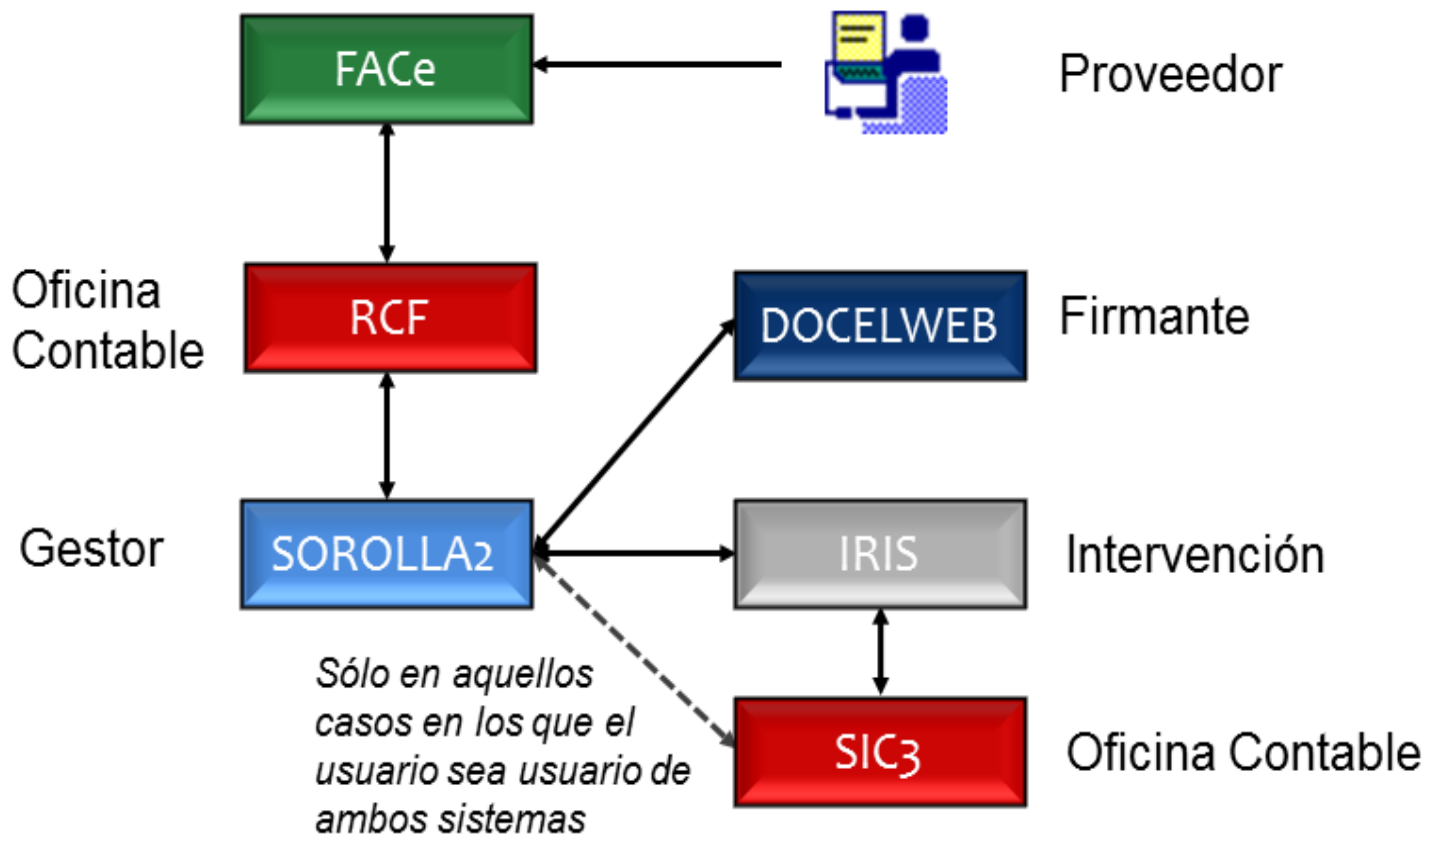 FACe
Proveedor
Oficina
Contable
RCF
DOCELWEB
Firmante
Gestor
SOROLLA2
IRIS
Intervención
Sólo en aquellos
casos en los que el
usuario sea usuario de
ambos sistemas
SIC3
Oficina Contable